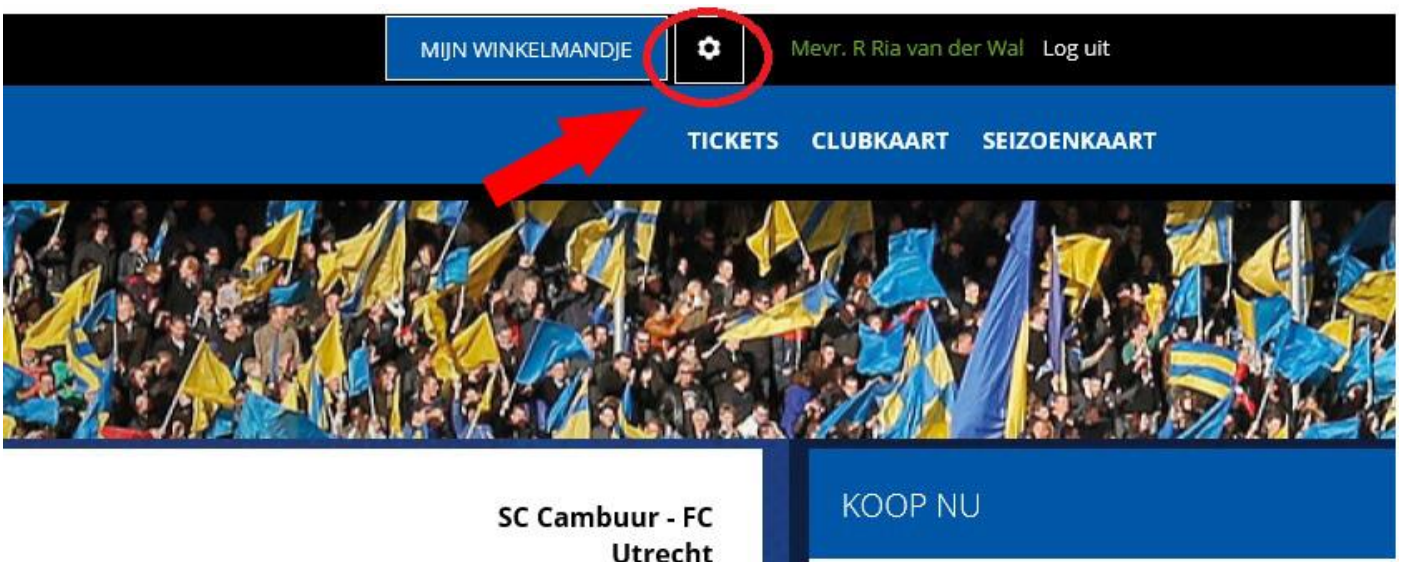 MIJN WINKELMANDJE Mevr. R Ria van der Wal Log uit
TICKETS CLUBKAART SEIZOENKAART
SC Cambuur - FC
Utrecht
KOOP NU